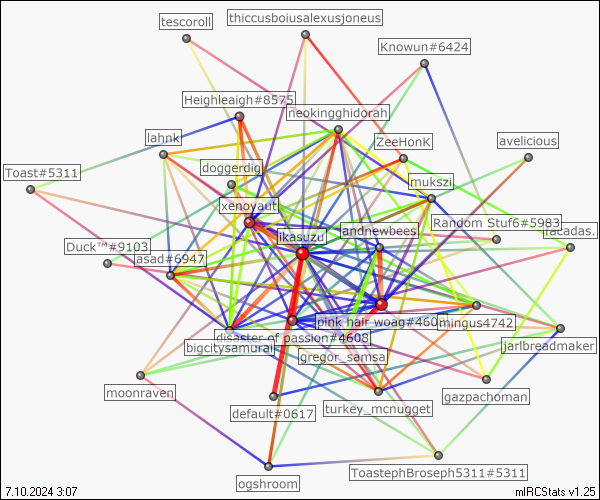 tescoroll
thiccusboiusalexusjoneus
Knowun#6424
Heighleaigh#8575
neokingghidorah
lahnk
ZeeHonK
avelicious
Toast#5311
doggerdig
mukszi
xenoyaut
Random Stuf6#5983
racadas.
ikasuzu
andnewbees
Duck™#9103
asad#6947
pink hair woag#460
mingus4742
disaster of passion#4608
jarlbreadmaker
bigcitysamurai
gregor_samsa
moonraven
gazpachoman
default#0617
turkey_mcnugget
ToastephBroseph5311#5311
ogshroom
7.10.2024 3:07
mIRCStats v1.25